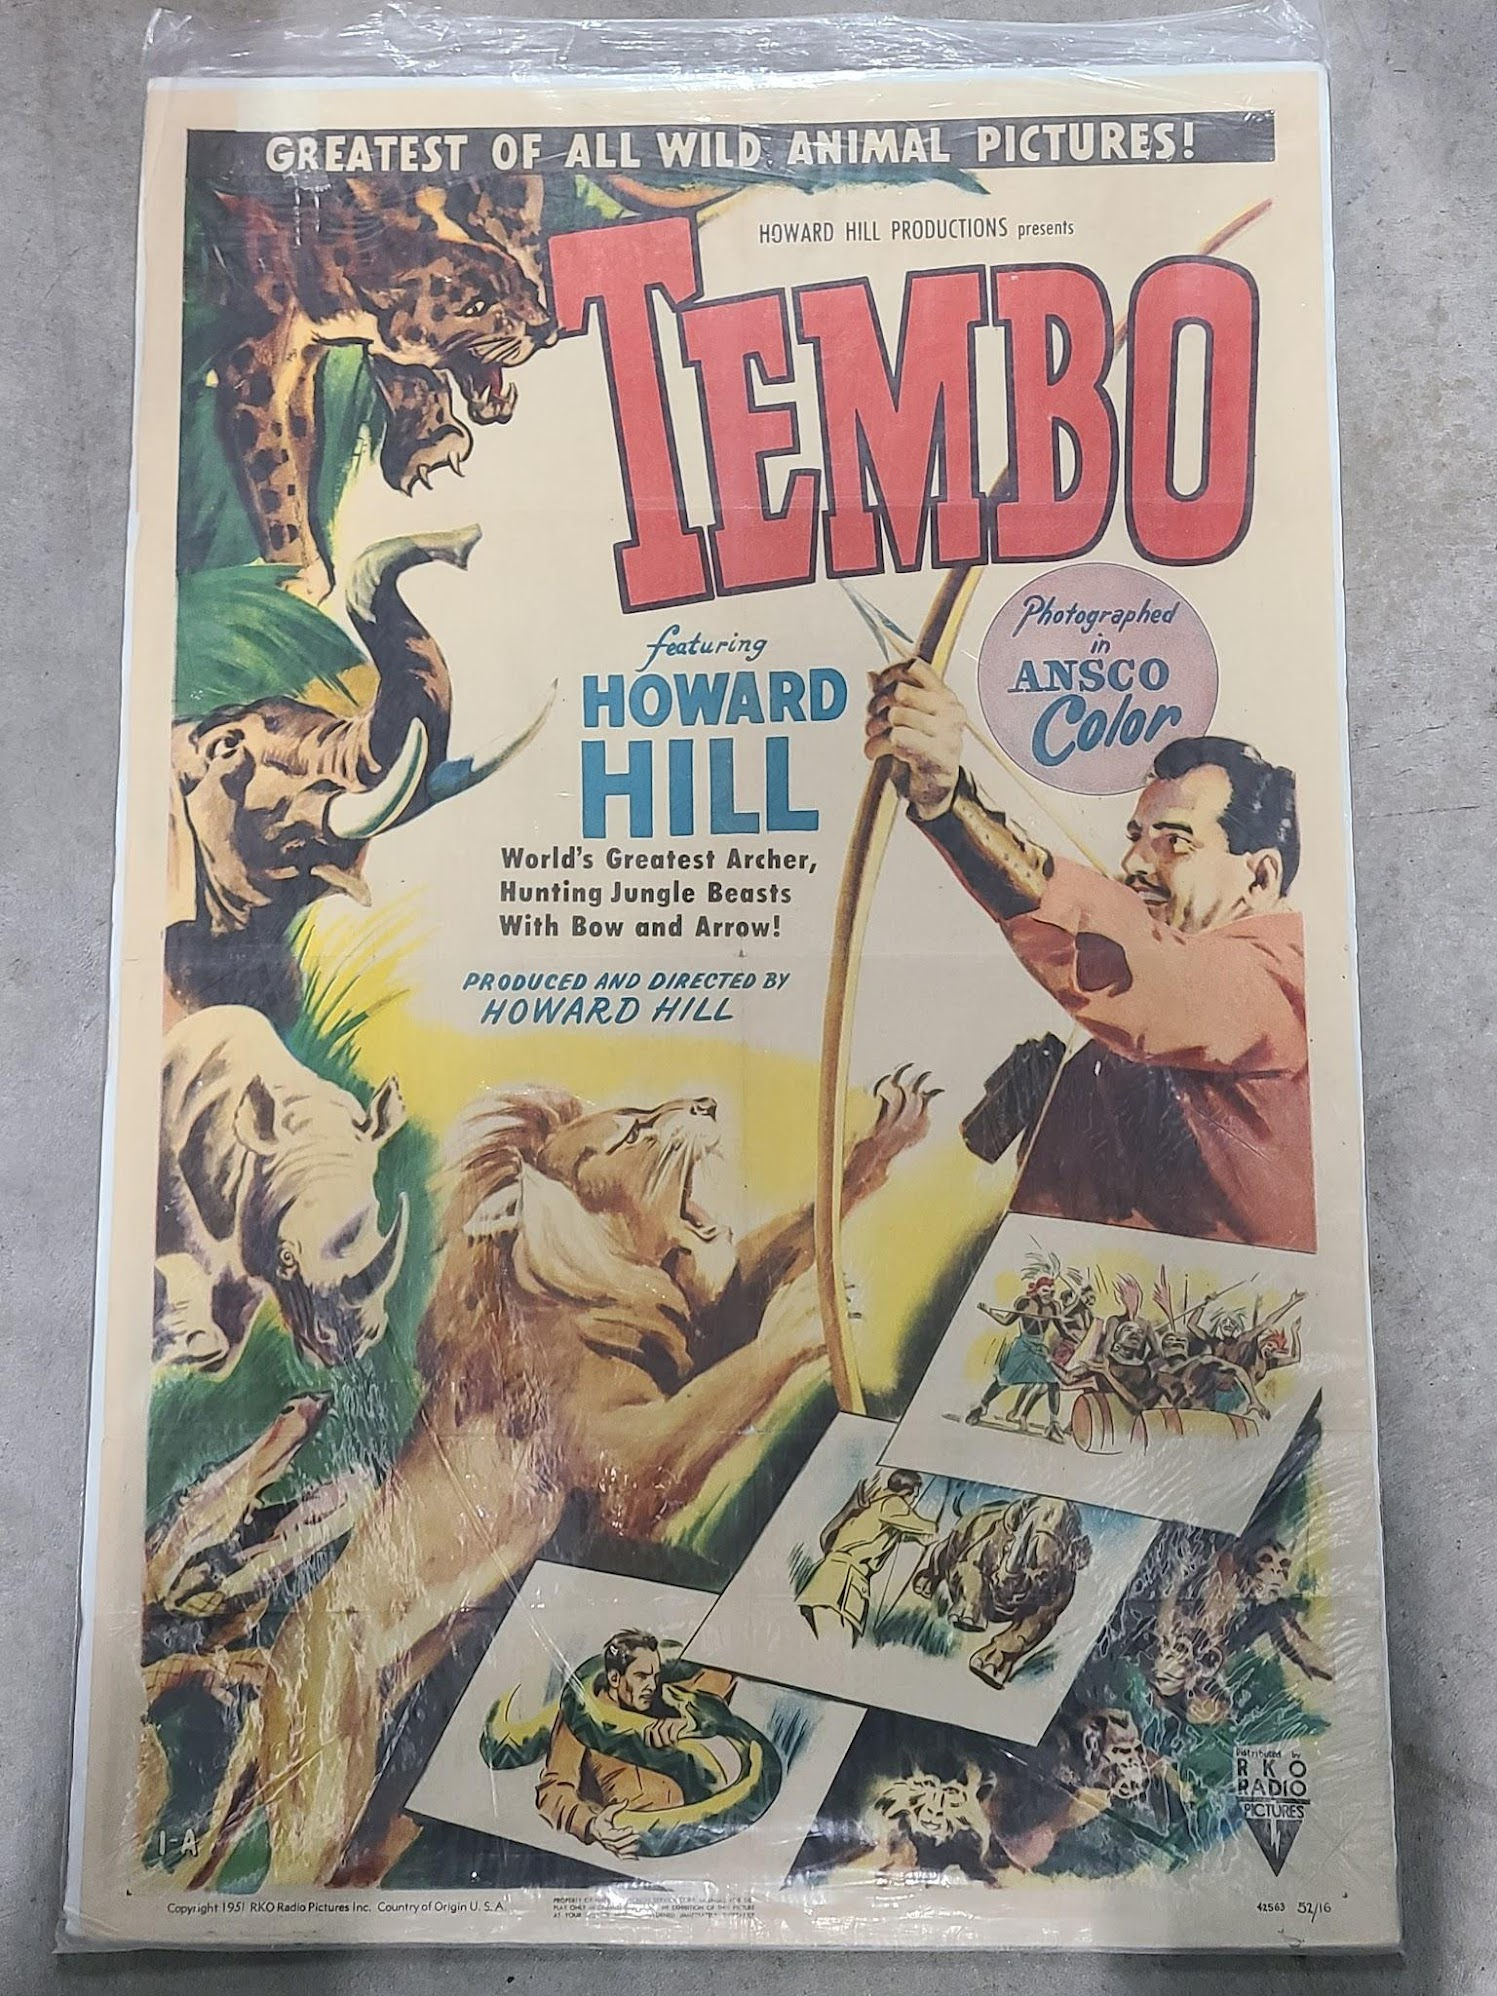 GREATEST OF ALL WILD ANIMAL PICTURES!
HOWARD HILL PRODUCTIONS presents
TEMBO
Photographed
in
ANSCO
Color
featuring
HOWARD
HILL
World's Greatest Archer,
Hunting Jungle Beasts
With Bow and Arrow!
PRODUCED AND DIRECTED BY
HOWARD HILL
Distributed by
RKO
RADIO
PICTURES
1-A
Copyright 1951 RKO Radio Pictures Inc. Country of Origin U. S. A.
42563 52/16